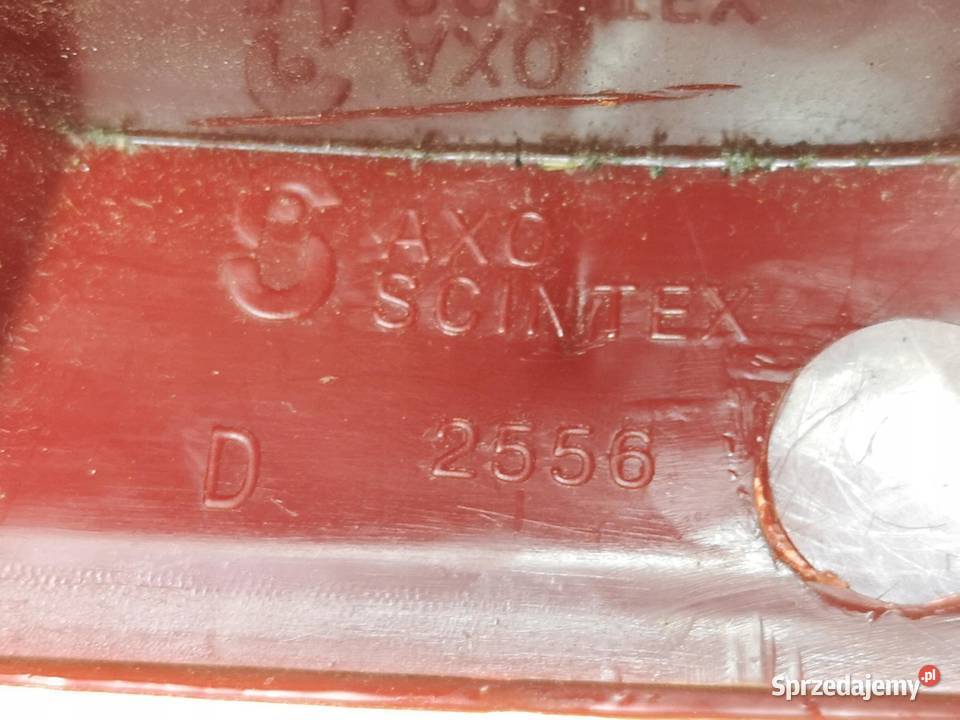 AXO
SCINTEX
D 2556
Sprzedajemy.pl